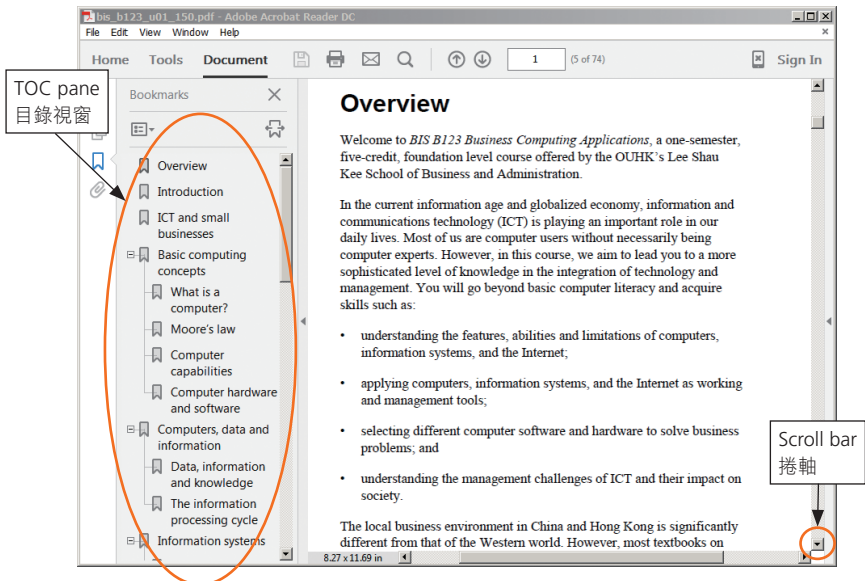 bis_b123_u01_150.pdf - Adobe Acrobat Reader DC
File Edit View Window Help
Home Tools Document 1 (5 of 74) Sign In
TOC pane
目錄視窗
Bookmarks
Overview
Introduction
ICT and small
businesses
Basic computing
concepts
What is a
computer?
Moore's law
Computer
capabilities
Computer hardware
and software
Computers, data and
information
Data, information
and knowledge
The information
processing cycle
Information systems
Overview
Welcome to BIS B123 Business Computing Applications, a one-semester,
five-credit, foundation level course offered by the OUHK's Lee Shau
Kee School of Business and Administration.
In the current information age and globalized economy, information and
communications technology (ICT) is playing an important role in our
daily lives. Most of us are computer users without necessarily being
computer experts. However, in this course, we aim to lead you to a more
sophisticated level of knowledge in the integration of technology and
management. You will go beyond basic computer literacy and acquire
skills such as:
• understanding the features, abilities and limitations of computers,
information systems, and the Internet;
• applying computers, information systems, and the Internet as working
and management tools;
• selecting different computer software and hardware to solve business
problems; and
• understanding the management challenges of ICT and their impact on
society.
The local business environment in China and Hong Kong is significantly
different from that of the Western world. However, most textbooks on
8.27 x 11.69 in
Scroll bar
捲軸